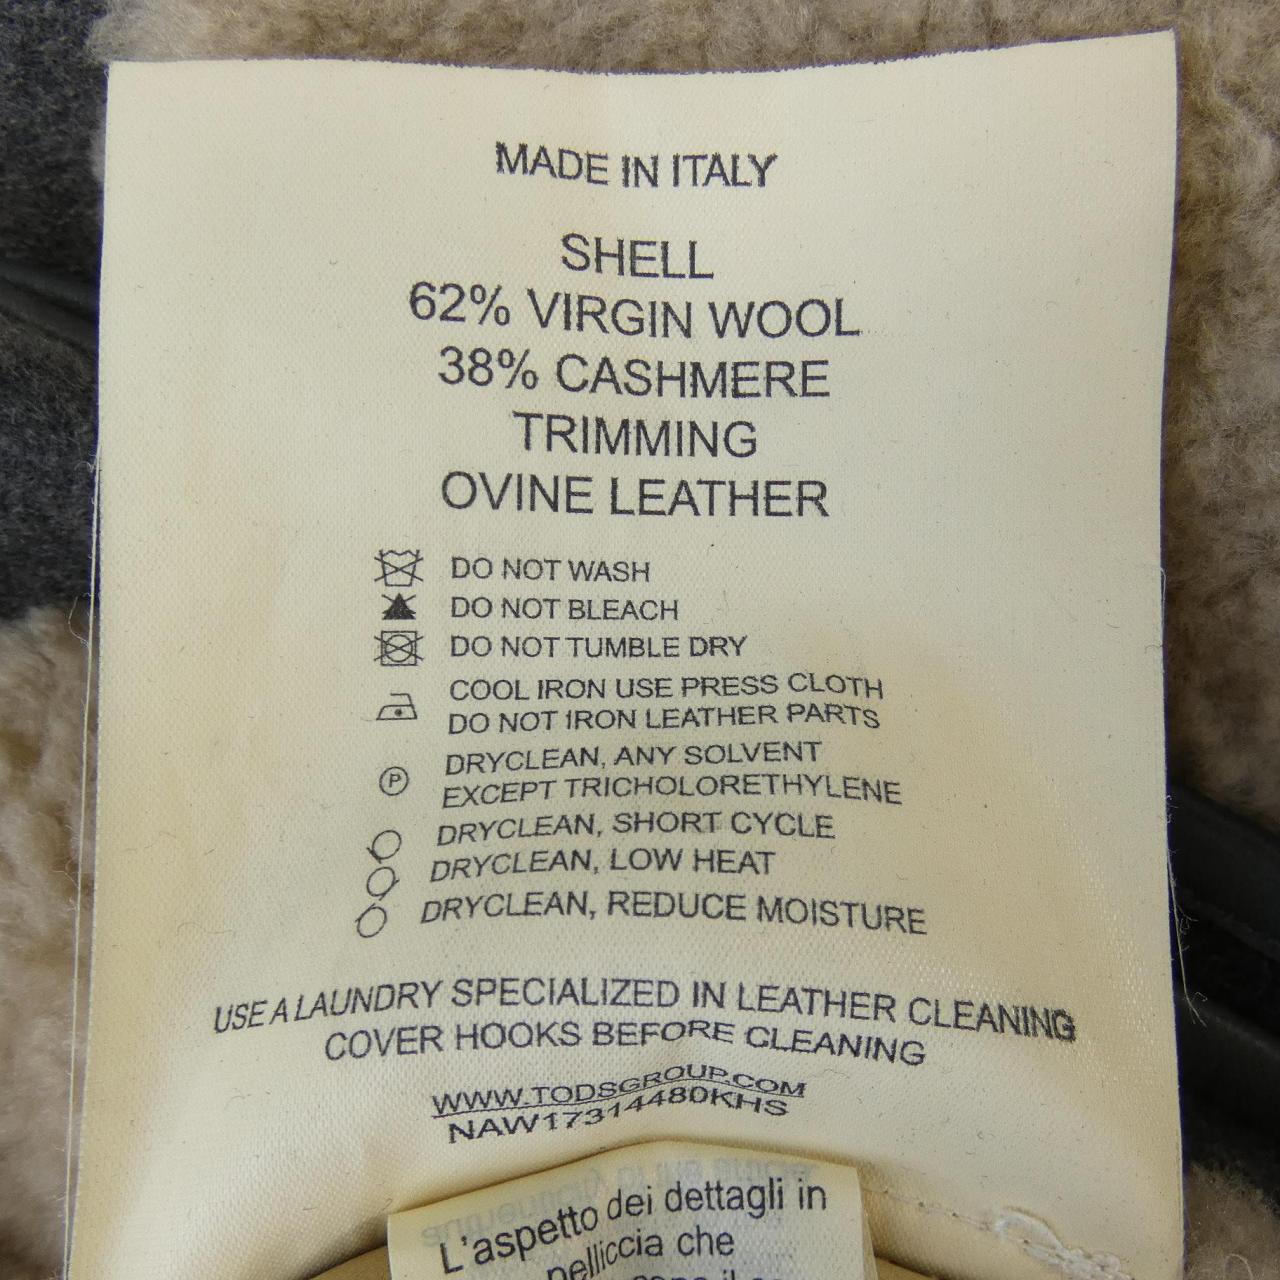 MADE IN ITALY
SHELL
62% VIRGIN WOOL
38% CASHMERE
TRIMMING
OVINE LEATHER
DO NOT WASH
DO NOT BLEACH
DO NOT TUMBLE DRY
COOL IRON USE PRESS CLOTH
DO NOT IRON LEATHER PARTS
P
DRYCLEAN, ANY SOLVENT
EXCEPT TRICHOLORETHYLENE
DRYCLEAN, SHORT CYCLE
DRYCLEAN, LOW HEAT
DRYCLEAN, REDUCE MOISTURE
USE A LAUNDRY SPECIALIZED IN LEATHER CLEANING
COVER HOOKS BEFORE CLEANING
WWW.TODSGROUP.COM
NAW17314480KHS
L'aspetto dei dettagli in
pelliccia che